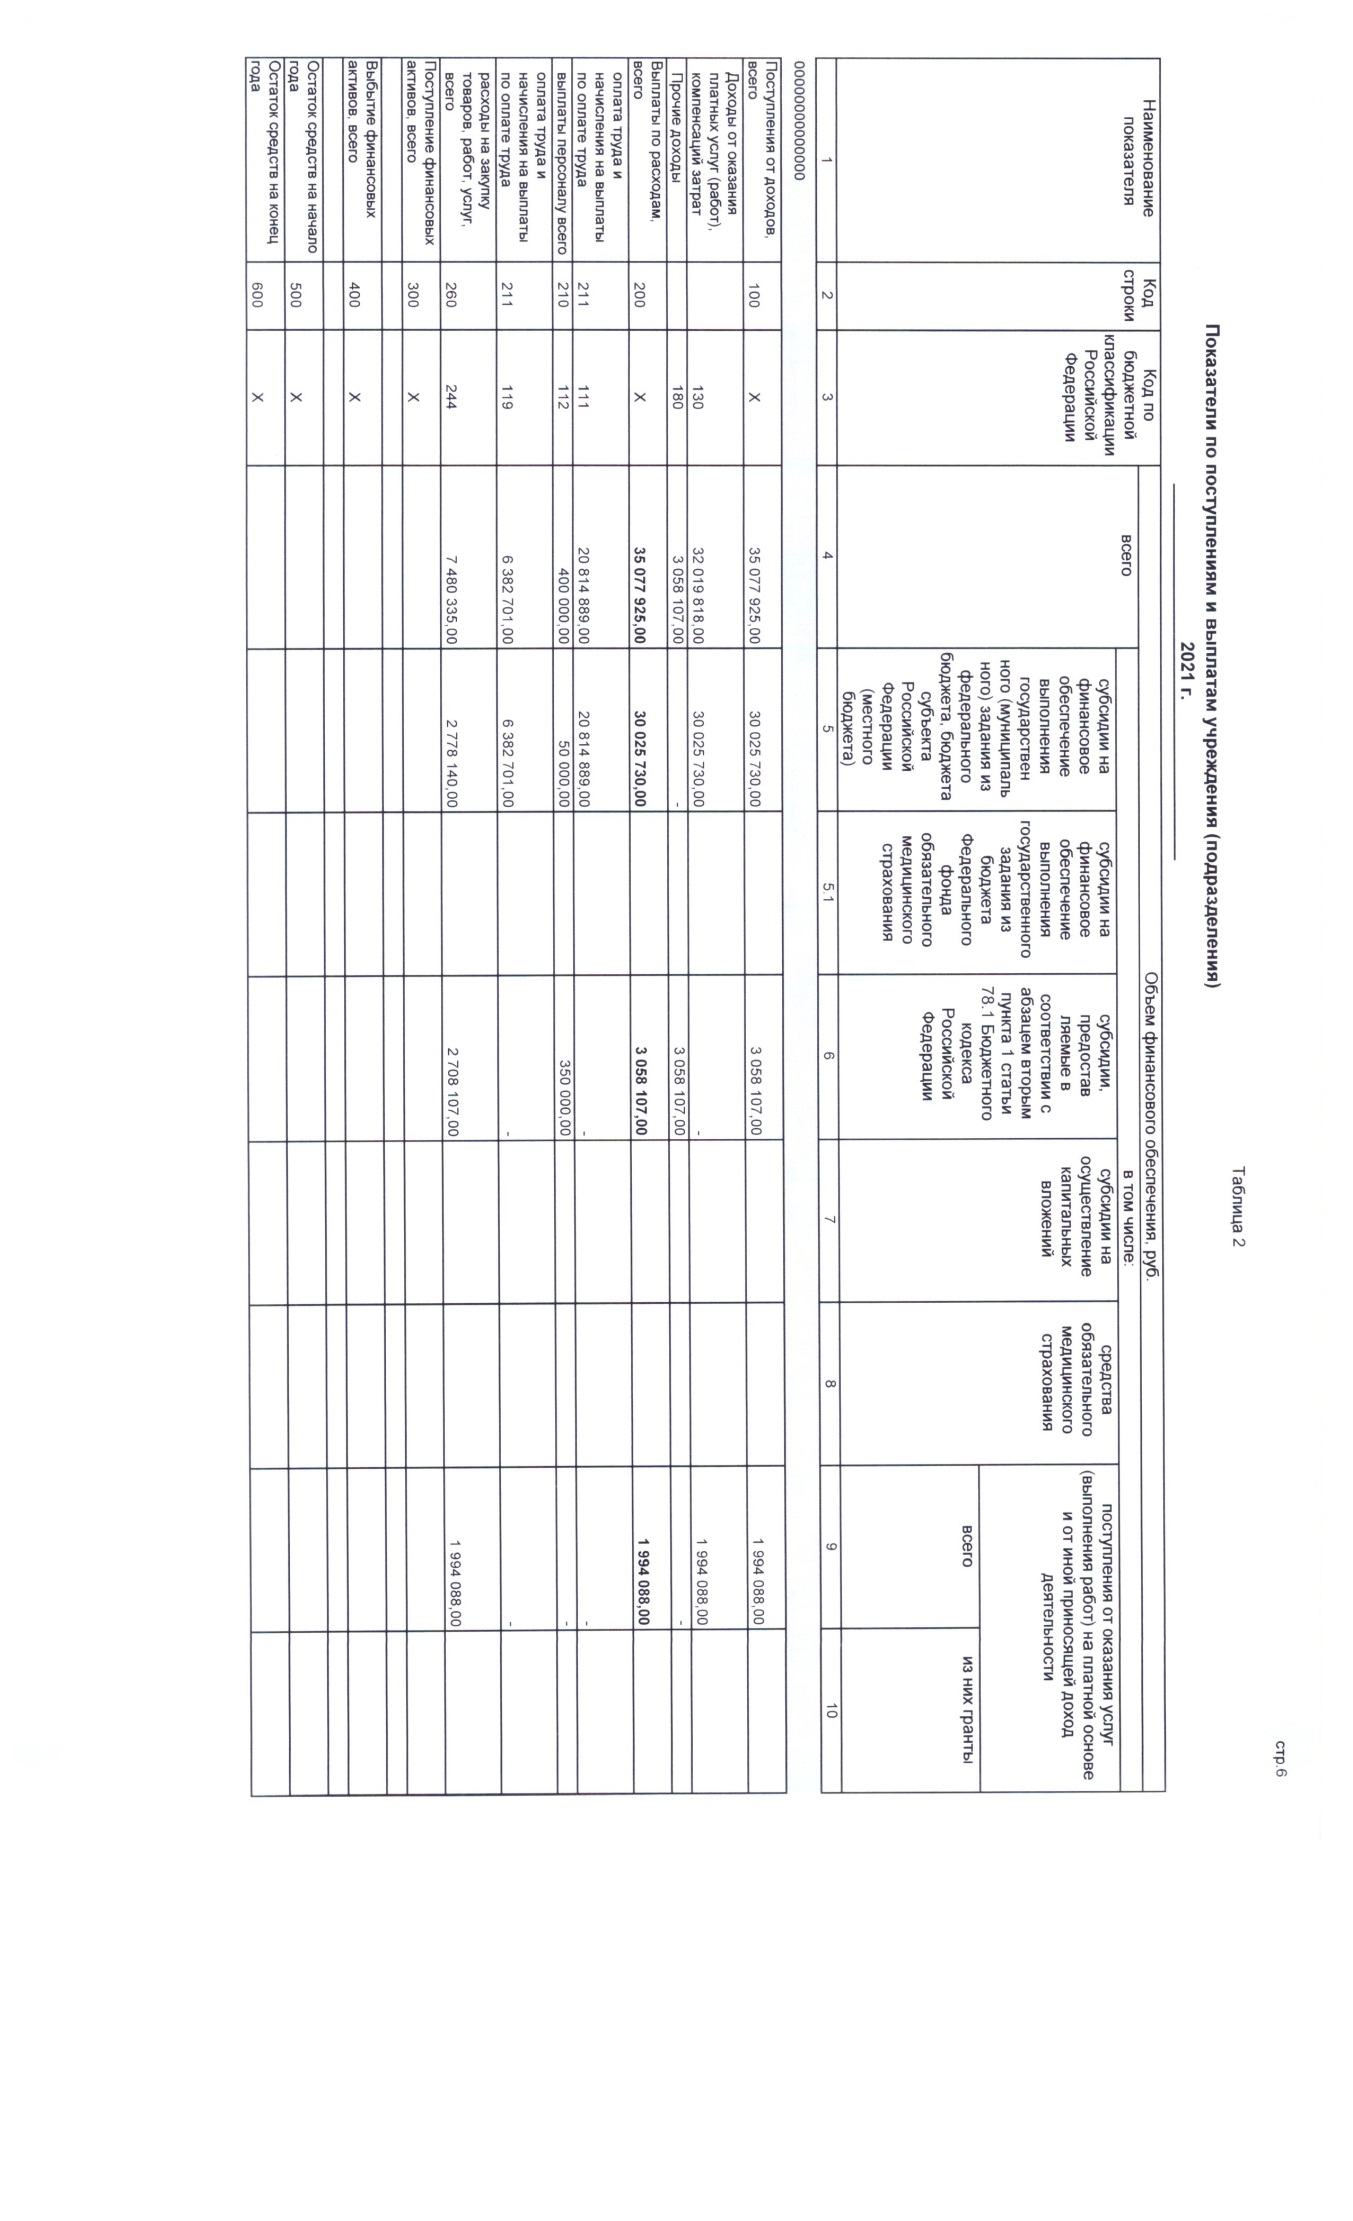 стр.6
Таблица 2
Показатели по поступлениям и выплатам учреждения (подразделения)
2021 г.
Наименование показателя
Код строки
Код по бюджетной классификации Российской Федерации
Объем финансового обеспечения, руб.
всего
в том числе:
субсидии на
финансовое
обеспечение
выполнения
государствен
ного (муниципаль
ного) задания из
федерального
бюджета, бюджета
субъекта
Российской
Федерации
(местного
бюджета)
субсидии на
финансовое
обеспечение
выполнения
государственного
задания из
бюджета
Федерального
фонда
обязательного
медицинского
страхования
субсидии,
предостав
ляемые в
соответствии с
абзацем вторым
пункта 1 статьи
78.1 Бюджетного
кодекса
Российской
Федерации
субсидии на
осуществление
капитальных
вложений
средства
обязательного
медицинского
страхования
поступления от оказания услуг
(выполнения работ) на платной основе
и от иной приносящей доход
деятельности
всего
из них гранты
1 2 3 4 5 5.1 6 7 8 9 10
00000000000000
Поступления от доходов,
всего 100 X 35 077 925,00 30 025 730,00 3 058 107,00 1 994 088,00
Доходы от оказания
платных услуг (работ),
компенсаций затрат 130 32 019 818,00 30 025 730,00 - 1 994 088,00
Прочие доходы 180 3 058 107,00 - 3 058 107,00 -
Выплаты по расходам,
всего 200 X 35 077 925,00 30 025 730,00 3 058 107,00 1 994 088,00
оплата труда и
начисления на выплаты
по оплате труда 211 111 20 814 889,00 20 814 889,00 - -
выплаты персоналу всего 210 112 400 000,00 50 000,00 350 000,00 -
оплата труда и
начисления на выплаты
по оплате труда 211 119 6 382 701,00 6 382 701,00 - -
расходы на закупку
товаров, работ, услуг,
всего 260 244 7 480 335,00 2 778 140,00 2 708 107,00 1 994 088,00
Поступление финансовых
активов, всего 300 X
Выбытие финансовых
активов, всего 400 X
Остаток средств на начало
года 500 X
Остаток средств на конец
года 600 X